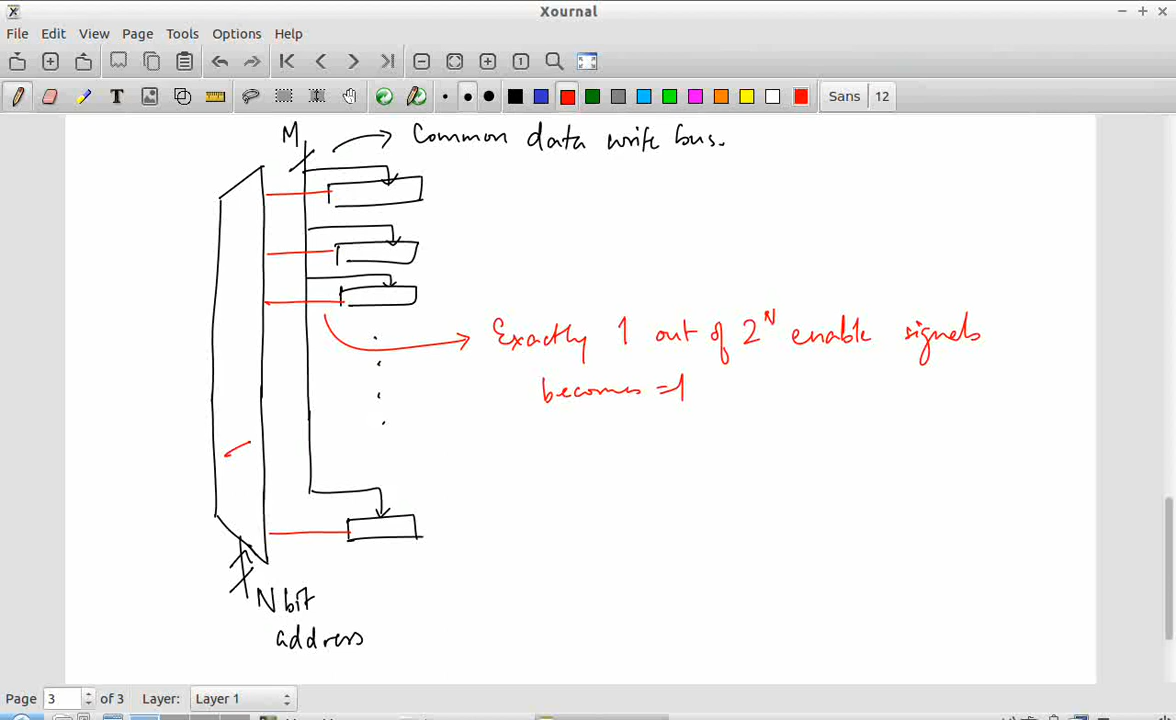 Xournal
File Edit View Page Tools Options Help
T
Sans 12
M
Common data write bus.
Exactly 1 out of 2^N enable signals
becomes =1
N bit
address
Page 3 of 3 Layer: Layer 1